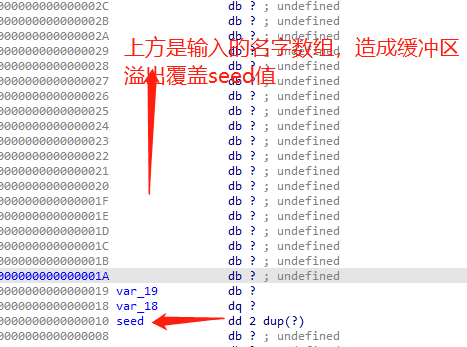 000000000000002C db ? ; undefined
000000000000002B db ? ; undefined
000000000000002A db ? ; undefined
0000000000000029 db ? ; undefined
上方是输入的名字数组，造成缓冲区
0000000000000028 db ? ; undefined
溢出覆盖seed值
0000000000000027 db ? ; undefined
0000000000000026 db ? ; undefined
0000000000000025 db ? ; undefined
0000000000000024 db ? ; undefined
0000000000000023 db ? ; undefined
0000000000000022 db ? ; undefined
0000000000000021 db ? ; undefined
0000000000000020 db ? ; undefined
000000000000001F db ? ; undefined
000000000000001E db ? ; undefined
000000000000001D db ? ; undefined
000000000000001C db ? ; undefined
000000000000001B db ? ; undefined
000000000000001A db ? ; undefined
0000000000000019 var_19 db ?
0000000000000018 var_18 dq ?
0000000000000010 seed dd 2 dup(?)
0000000000000008 db ? ; undefined